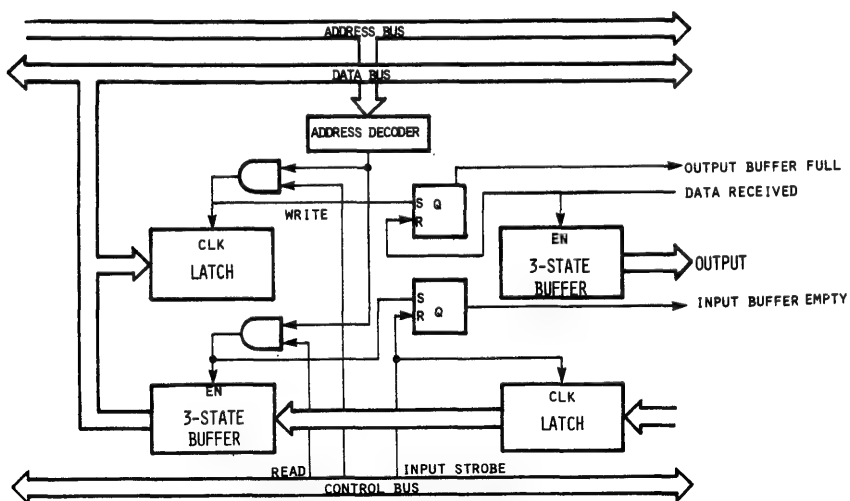 ADDRESS BUS
DATA BUS
ADDRESS DECODER
OUTPUT BUFFER FULL
S Q
R
DATA RECEIVED
WRITE
CLK
LATCH
EN
3-STATE
BUFFER
OUTPUT
S
R Q
INPUT BUFFER EMPTY
EN
3-STATE
BUFFER
CLK
LATCH
READ
INPUT STROBE
CONTROL BUS